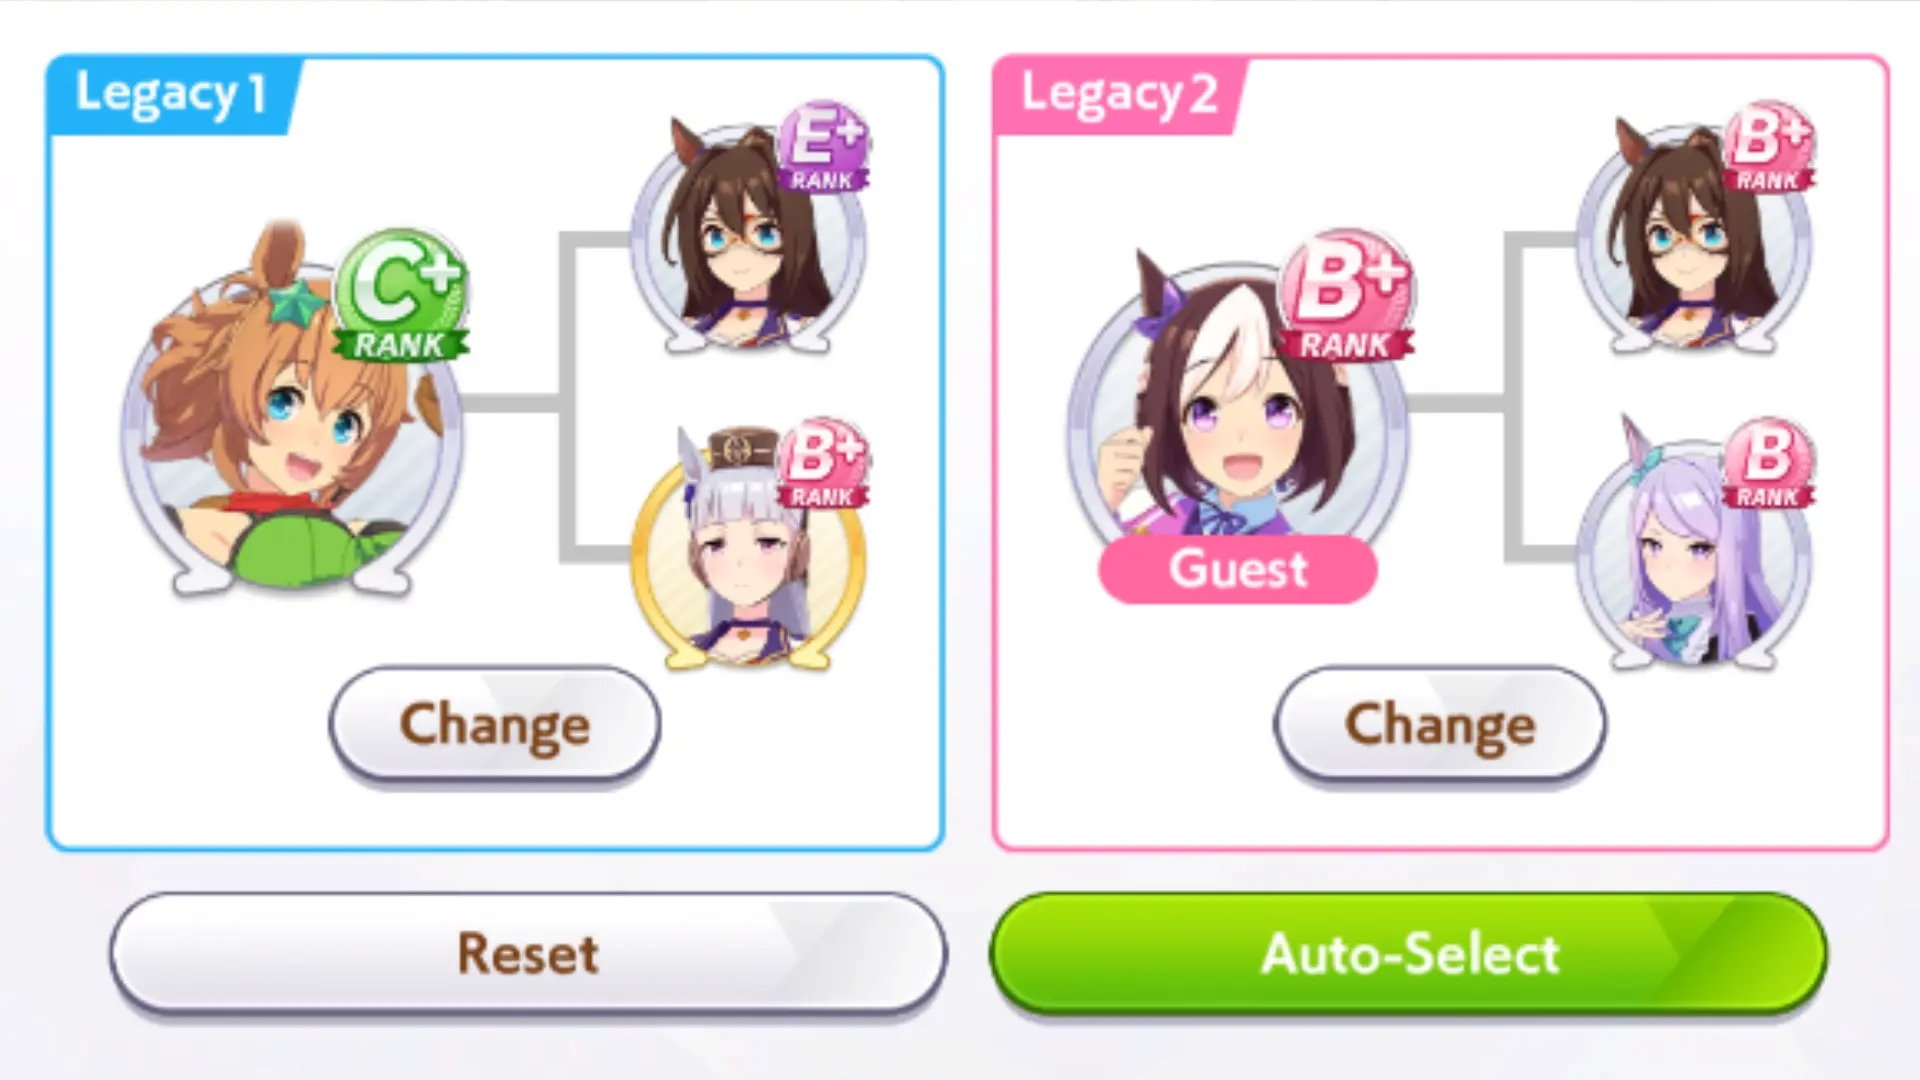 Legacy 1
E+
RANK
C+
RANK
B+
RANK
Change
Legacy 2
B+
RANK
B+
RANK
Guest
B
RANK
Change
Reset
Auto-Select